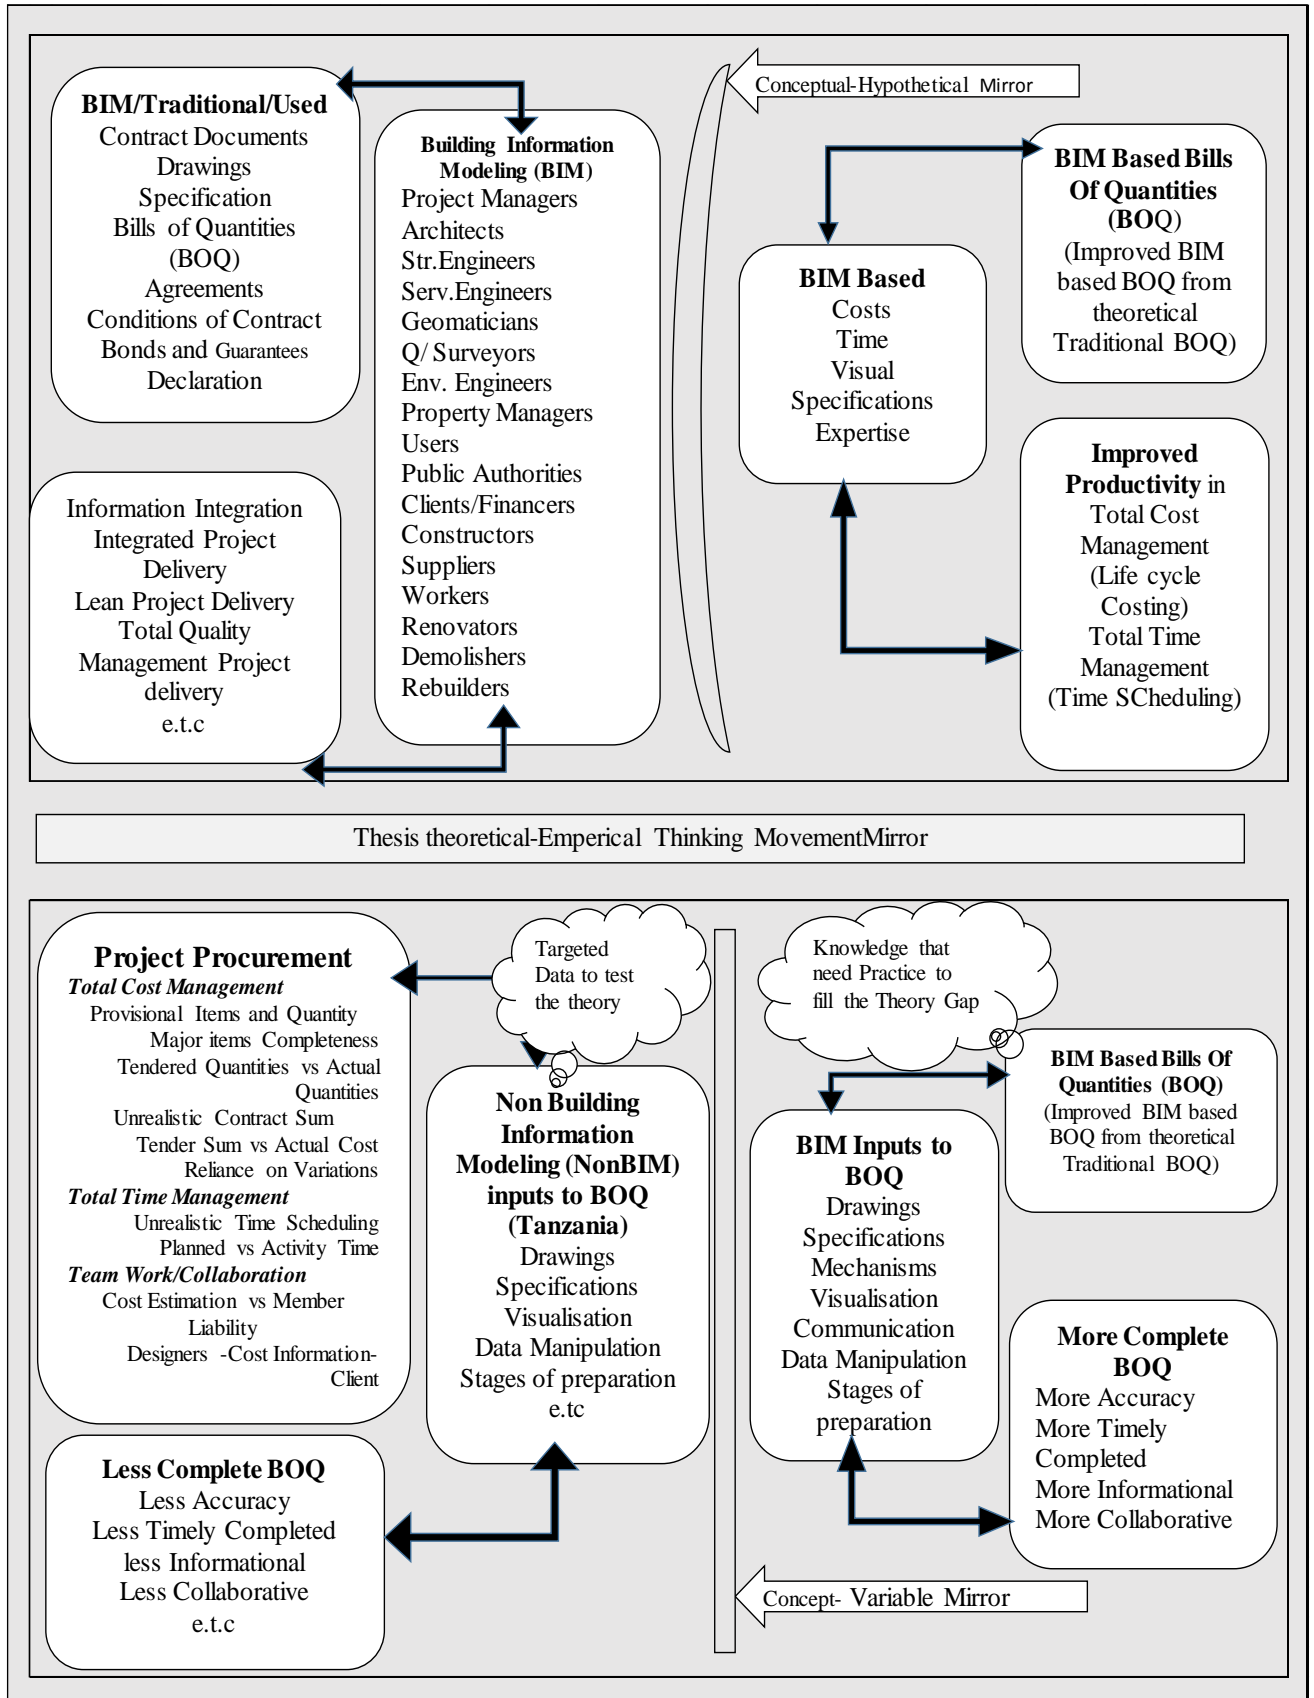 Conceptual-Hypothetical Mirror
BIM/Traditional/Used
Contract Documents
Drawings
Specification
Bills of Quantities
(BOQ)
Agreements
Conditions of Contract
Bonds and Guarantees
Declaration
Information Integration
Integrated Project
Delivery
Lean Project Delivery
Total Quality
Management Project
delivery
e.t.c
Building Information
Modeling (BIM)
Project Managers
Architects
Str.Engineers
Serv.Engineers
Geomaticians
Q/ Surveyors
Env. Engineers
Property Managers
Users
Public Authorities
Clients/Financers
Constructors
Suppliers
Workers
Renovators
Demolishers
Rebuilders
BIM Based
Costs
Time
Visual
Specifications
Expertise
BIM Based Bills
Of Quantities
(BOQ)
(Improved BIM
based BOQ from
theoretical
Traditional BOQ)
Improved
Productivity in
Total Cost
Management
(Life cycle
Costing)
Total Time
Management
(Time SCheduling)
Thesis theoretical-Emperical Thinking MovementMirror
Project Procurement
Total Cost Management
Provisional Items and Quantity
Major items Completeness
Tendered Quantities vs Actual
Quantities
Unrealistic Contract Sum
Tender Sum vs Actual Cost
Reliance on Variations
Total Time Management
Unrealistic Time Scheduling
Planned vs Activity Time
Team Work/Collaboration
Cost Estimation vs Member
Liability
Designers -Cost Information-
Client
Less Complete BOQ
Less Accuracy
Less Timely Completed
less Informational
Less Collaborative
e.t.c
Targeted
Data to test
the theory
Non Building
Information
Modeling (NonBIM)
inputs to BOQ
(Tanzania)
Drawings
Specifications
Visualisation
Data Manipulation
Stages of preparation
e.tc
Knowledge that
need Practice to
fill the Theory Gap
BIM Inputs to
BOQ
Drawings
Specifications
Mechanisms
Visualisation
Communication
Data Manipulation
Stages of
preparation
BIM Based Bills Of
Quantities (BOQ)
(Improved BIM based
BOQ from theoretical
Traditional BOQ)
More Complete
BOQ
More Accuracy
More Timely
Completed
More Informational
More Collaborative
Concept- Variable Mirror